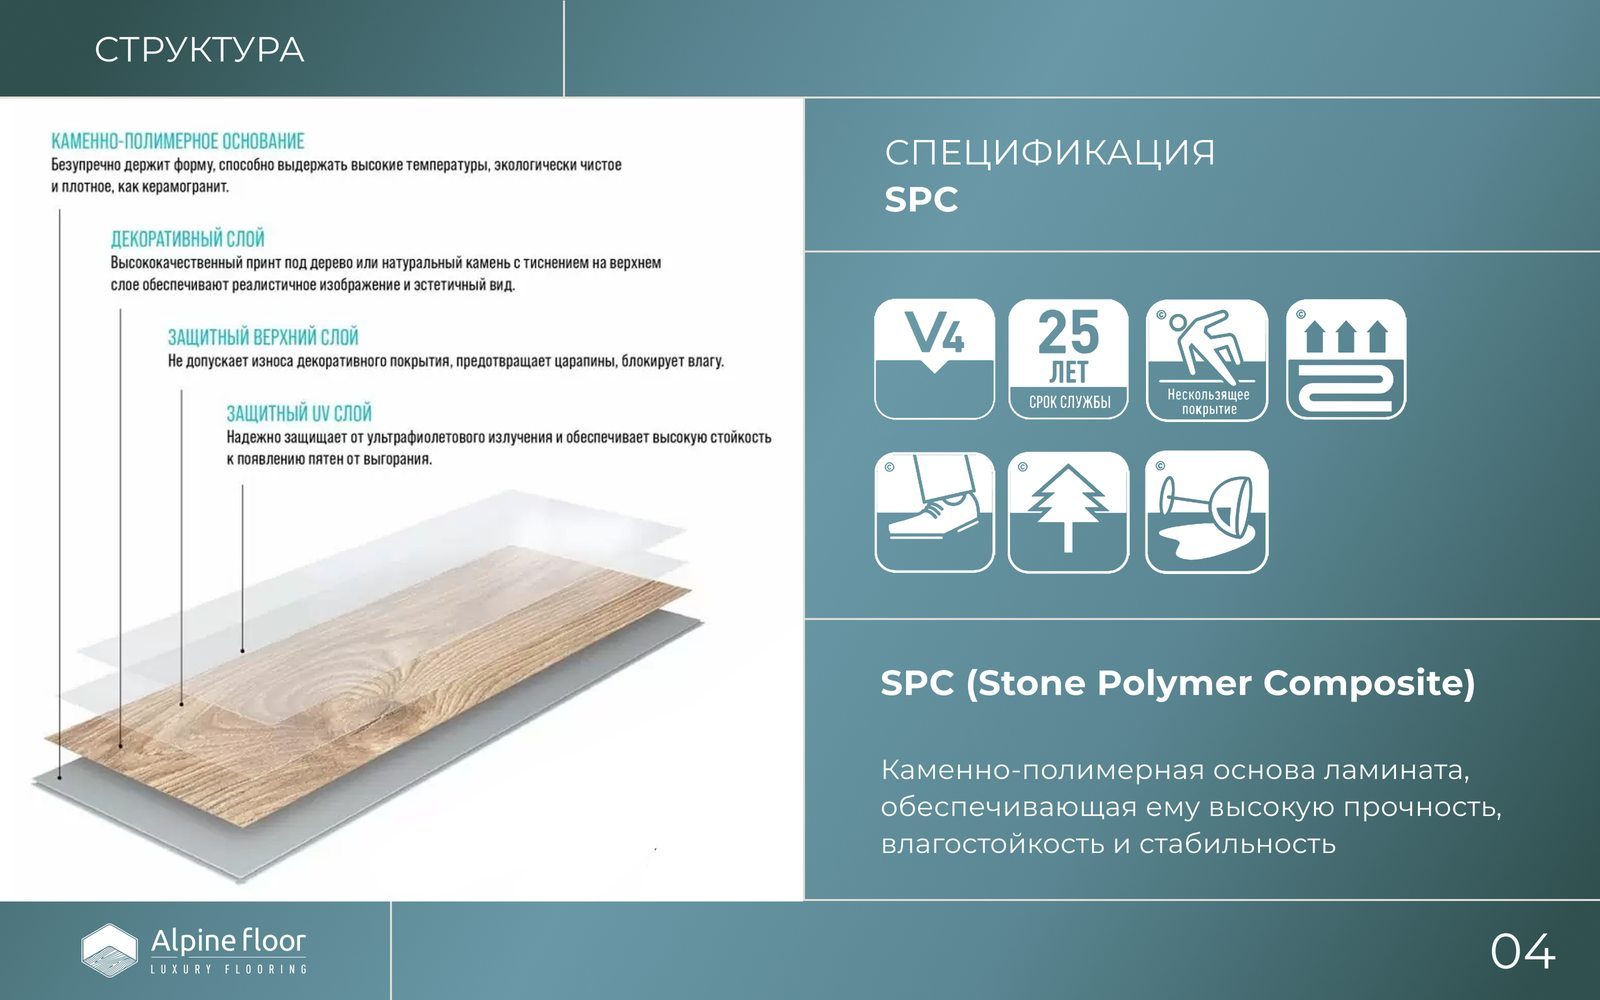 СТРУКТУРА
КАМЕННО-ПОЛИМЕРНОЕ ОСНОВАНИЕ
Безупречно держит форму, способно выдержать высокие температуры, экологически чистое
и плотное, как керамогранит.
ДЕКОРАТИВНЫЙ СЛОЙ
Высококачественный принт под дерево или натуральный камень с тиснением на верхнем
слое обеспечивают реалистичное изображение и эстетичный вид.
ЗАЩИТНЫЙ ВЕРХНИЙ СЛОЙ
Не допускает износа декоративного покрытия, предотвращает царапины, блокирует влагу.
ЗАЩИТНЫЙ UV СЛОЙ
Надежно защищает от ультрафиолетового излучения и обеспечивает высокую стойкость
к появлению пятен от выгорания.
СПЕЦИФИКАЦИЯ
SPC
V4
25
ЛЕТ
СРОК СЛУЖБЫ
©
Нескользящее
покрытие
©
©
©
©
SPC (Stone Polymer Composite)
Каменно-полимерная основа ламината,
обеспечивающая ему высокую прочность,
влагостойкость и стабильность
Alpine floor
LUXURY FLOORING
04